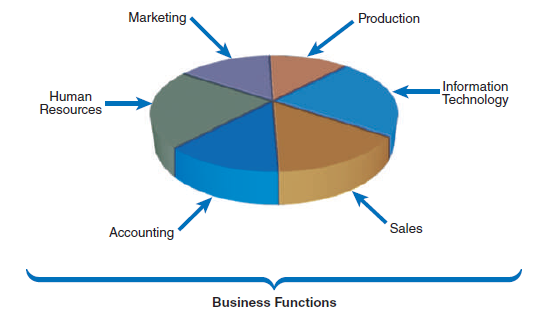 Marketing
Production
Information
Technology
Human
Resources
Accounting
Sales
Business Functions